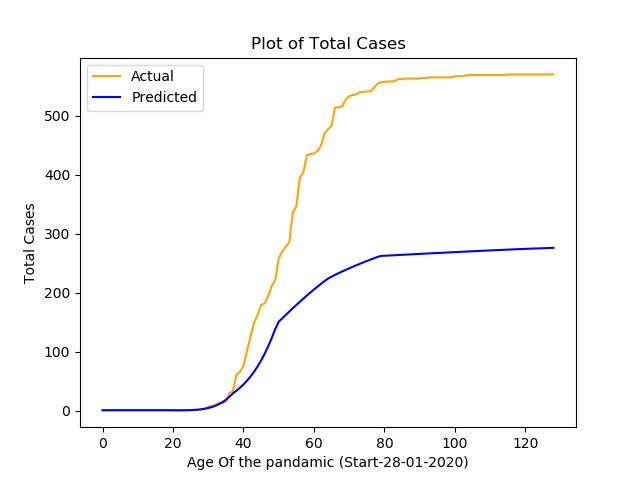 Plot of Total Cases
Actual
Predicted
500
400
300
200
100
0
Total Cases
0 20 40 60 80 100 120
Age Of the pandamic (Start-28-01-2020)